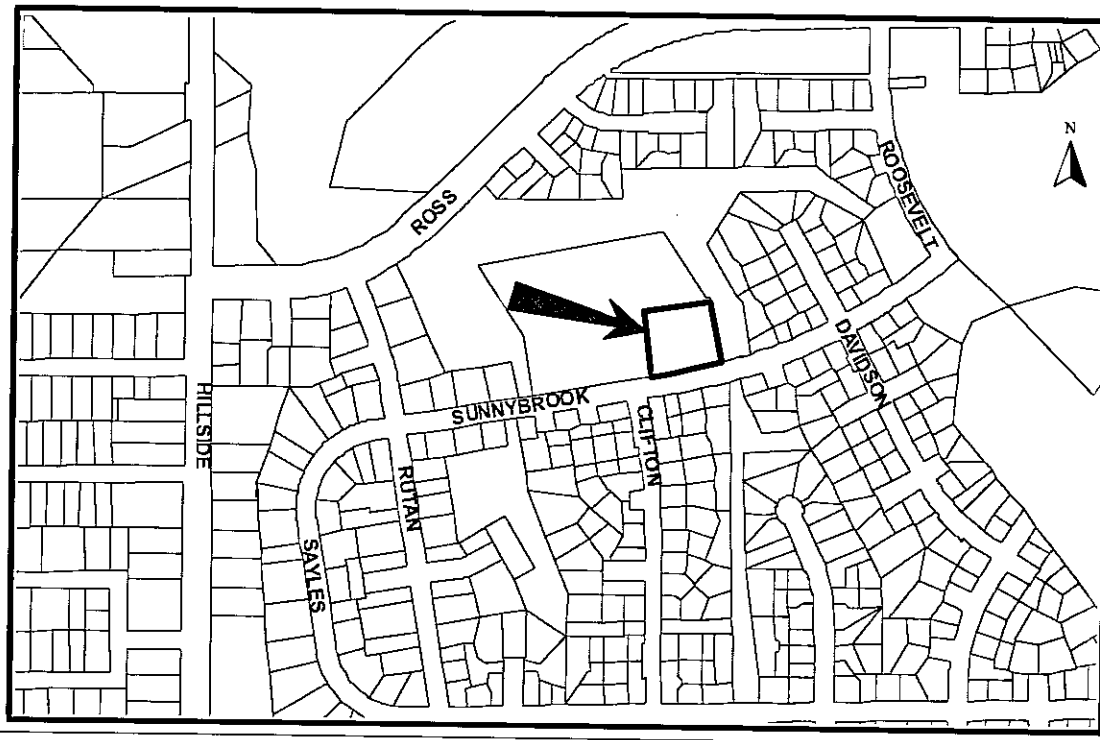 N
ROOSEVELT
ROSS
DAVIDSON
SUNNYBROOK
HILLSIDE
CLIFTON
RUTAN
SAYLES